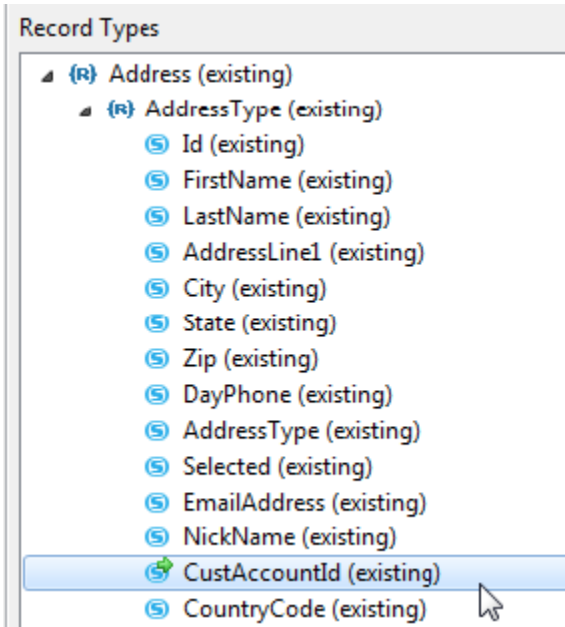 Record Types
{R} Address (existing)
{R} AddressType (existing)
S Id (existing)
S FirstName (existing)
S LastName (existing)
S AddressLine1 (existing)
S City (existing)
S State (existing)
S Zip (existing)
S DayPhone (existing)
S AddressType (existing)
S Selected (existing)
S EmailAddress (existing)
S NickName (existing)
S CustAccountId (existing)
S CountryCode (existing)